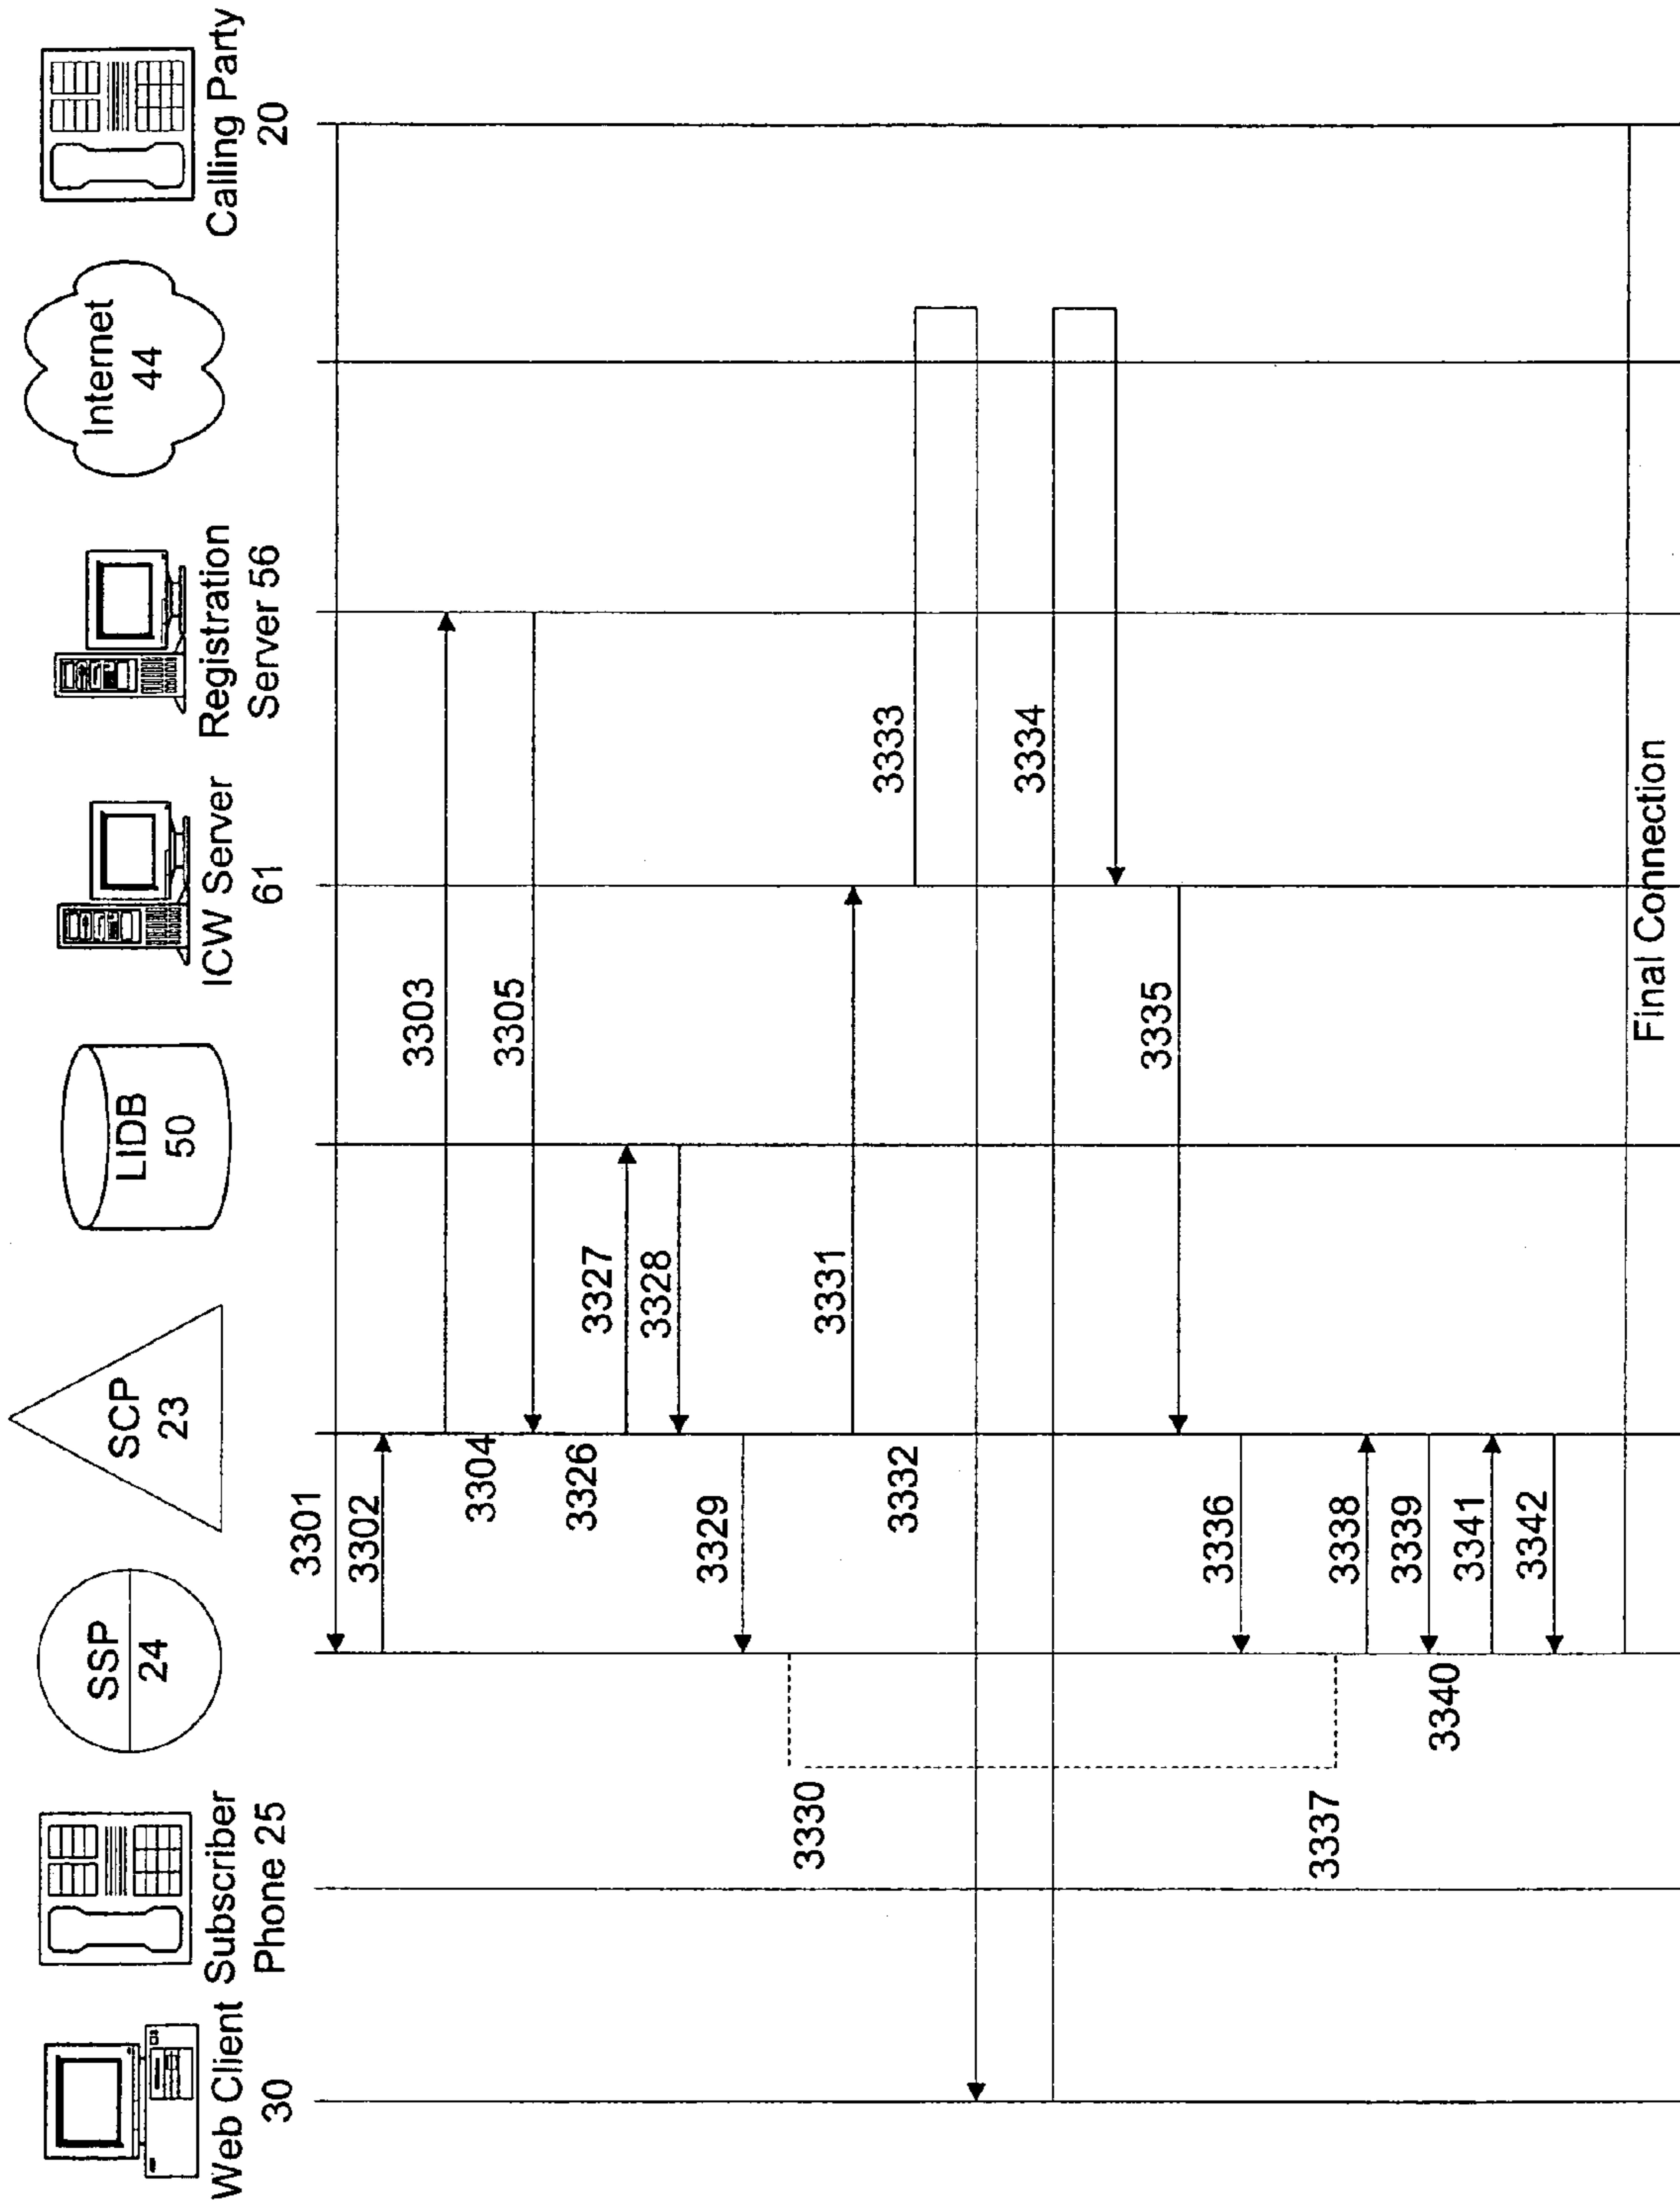 Web Client
30
Subscriber
Phone 25
SSP
24
SCP
23
LIDB
50
ICW Server
61
Registration
Server 56
Internet
44
Calling Party
20
3301
3302
3303
3304
3305
3326
3327
3328
3329
3330
3331
3332
3333
3334
3335
3336
3337
3338
3339
3340
3341
3342
Final Connection